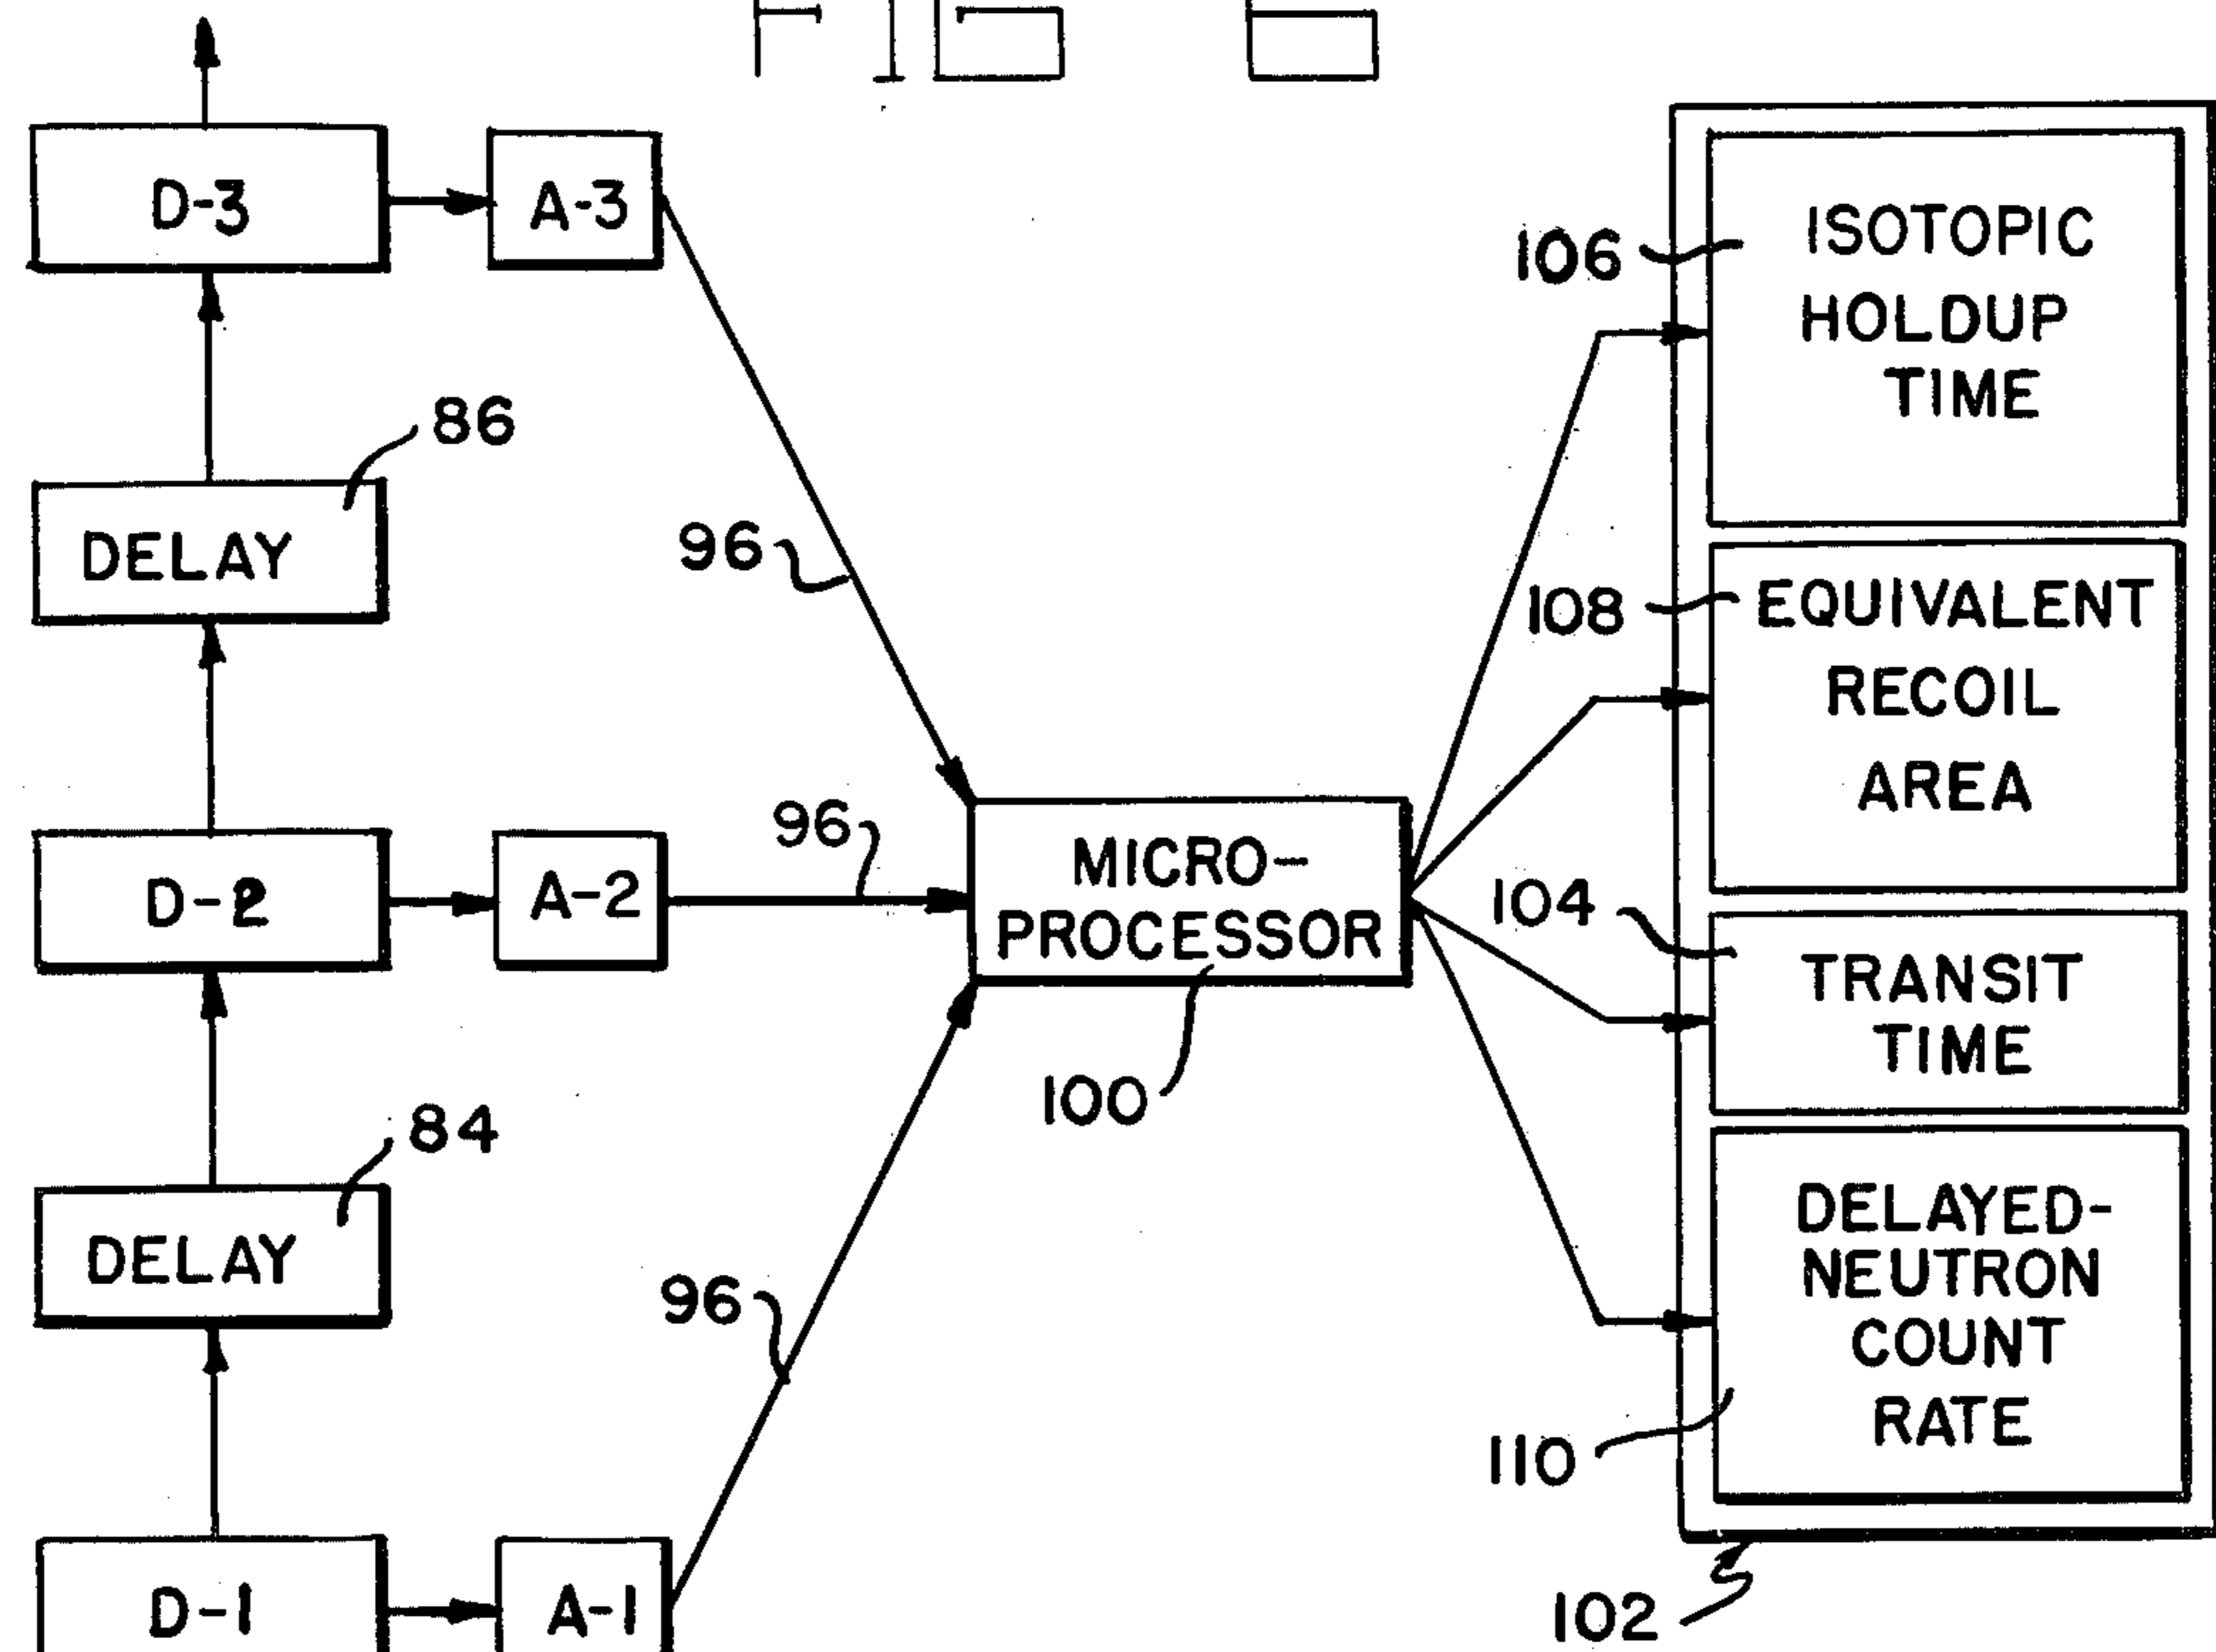 D-3
A-3
86
DELAY
96
D-2
A-2
96
MICRO-
PROCESSOR
100
84
DELAY
96
D-1
A-1
106
ISOTOPIC
HOLDUP
TIME
108
EQUIVALENT
RECOIL
AREA
104
TRANSIT
TIME
DELAYED-
NEUTRON
COUNT
RATE
110
102